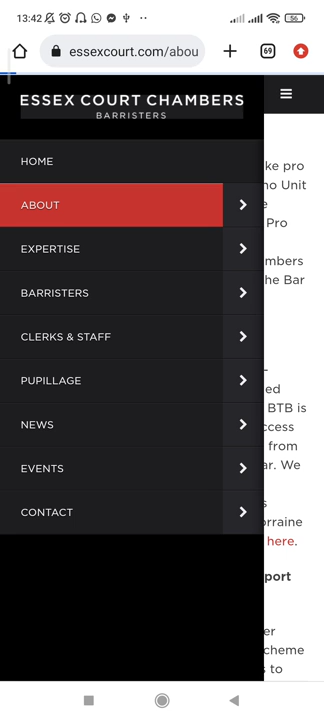 13:42
56
essexcourt.com/abou
69
ESSEX COURT CHAMBERS
BARRISTERS
HOME
ABOUT
EXPERTISE
BARRISTERS
CLERKS & STAFF
PUPILLAGE
NEWS
EVENTS
CONTACT
ke pro
no Unit
e
Pro
mbers
he Bar
-
ed
BTB is
ccess
from
ar. We
s
orraine
here.
port
er
cheme
s to